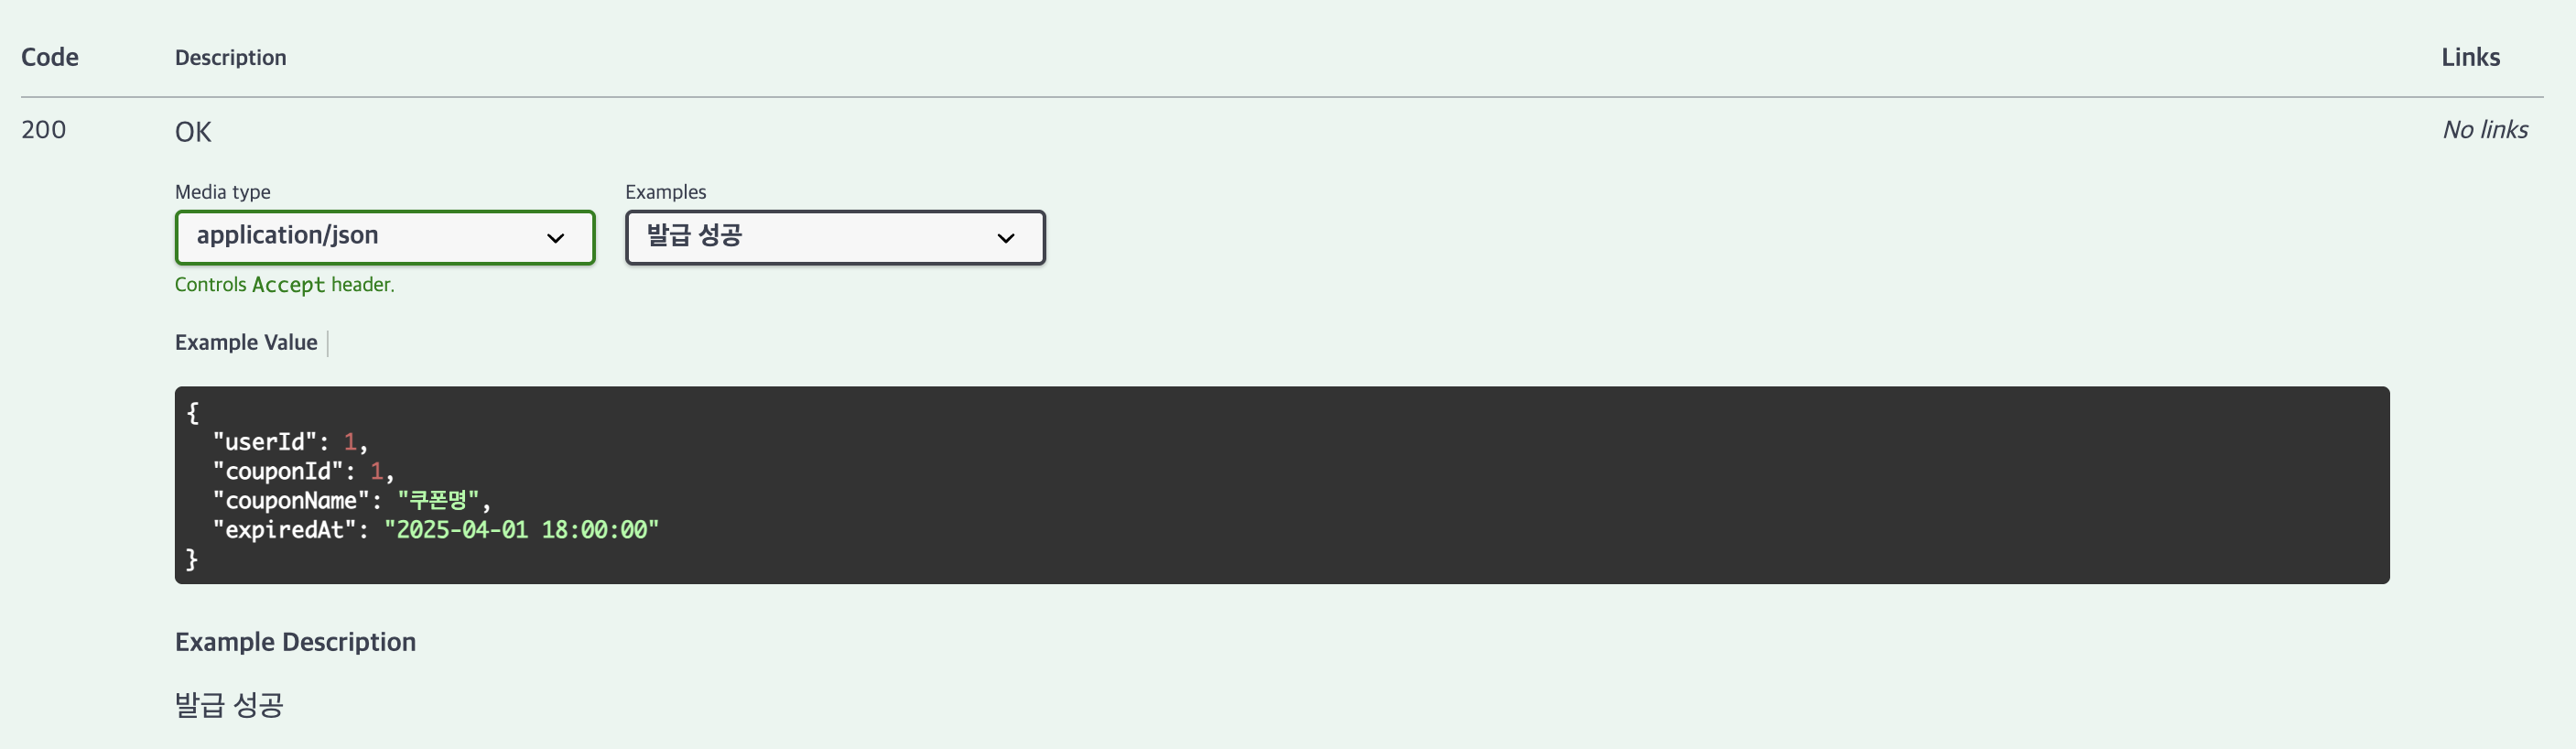 Code Description Links
200 OK No links
Media type Examples
application/json 발급 성공
Controls Accept header.
Example Value
{
  "userId": 1,
  "couponId": 1,
  "couponName": "쿠폰명",
  "expiredAt": "2025-04-01 18:00:00"
}
Example Description
발급 성공